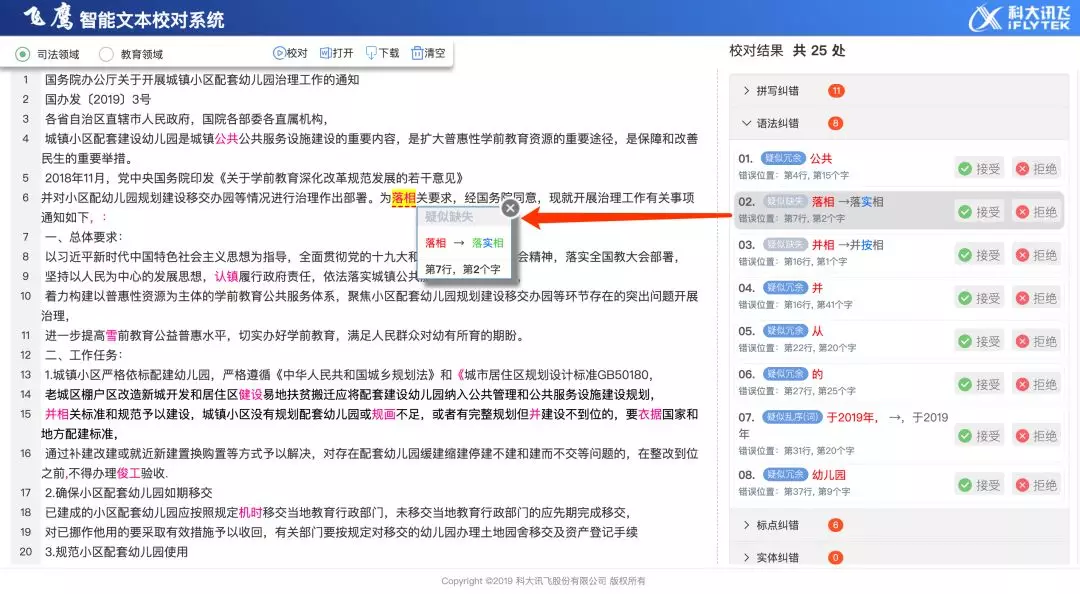 飞鹰 智能文本校对系统
科大讯飞
iFLYTEK
司法领域 教育领域 校对 打开 下载 清空
校对结果 共 25 处
1 国务院办公厅关于开展城镇小区配套幼儿园治理工作的通知
2 国办发〔2019〕3号
3 各省自治区直辖市人民政府,国院各部委各直属机构,
4 城镇小区配套建设幼儿园是城镇公共公共服务设施建设的重要内容,是扩大普惠性学前教育资源的重要途径,是保障和改善
民生的重要举措。
5 2018年11月,党中央国务院印发《关于学前教育深化改革规范发展的若干意见》
6 并对小区配幼儿园规划建设移交办园等情况进行治理作出部署。为落相关要求,经国务院同意,现就开展治理工作有关事项
通知如下,:
7 一、总体要求:
8 以习近平新时代中国特色社会主义思想为指导,全面贯彻党的十九大和 会精神,落实全国教大会部署,
9 坚持以人民为中心的发展思想,认镇履行政府责任,依法落实城镇公共
10 着力构建以普惠性资源为主体的学前教育公共服务体系,聚焦小区配套幼儿园规划建设移交办园等环节存在的突出问题开展
治理,
11 进一步提高雪前教育公益普惠水平,切实办好学前教育,满足人民群众对幼有所育的期盼。
12 二、工作任务:
13 1.城镇小区严格依标配建幼儿园,严格遵循《中华人民共和国城乡规划法》和《城市居住区规划设计标准GB50180,
14 老城区棚户区改造新城开发和居住区健设易地扶贫搬迁应将配套建设幼儿园纳入公共管理和公共服务设施建设规划,
15 并相关标准和规范予以建设,城镇小区没有规划配套幼儿园或规画不足,或者有完整规划但并建设不到位的,要衣据国家和
地方配建标准,
16 通过补建改建或就近新建置换购置等方式予以解决,对存在配套幼儿园缓建缩建停建不建和建而不交等问题的,在整改到位
之前,不得办理俊工验收.
17 2.确保小区配套幼儿园如期移交
18 已建成的小区配套幼儿园应按照规定机时移交当地教育行政部门,未移交当地教育行政部门的应先期完成移交,
19 对已挪作他用的要采取有效措施予以收回,有关部门要按规定对移交的幼儿园办理土地园舍移交及资产登记手续
20 3.规范小区配套幼儿园使用
疑似缺失
落相 → 落实相
第7行,第2个字
拼写纠错 11
语法纠错 8
01. 疑似冗余 公共 接受 拒绝
错误位置:第4行,第15个字
02. 疑似缺失 落相 →落实相 接受 拒绝
错误位置:第7行,第2个字
03. 疑似缺失 并相 →并按相 接受 拒绝
错误位置:第16行,第1个字
04. 疑似冗余 并 接受 拒绝
错误位置:第16行,第41个字
05. 疑似冗余 从 接受 拒绝
错误位置:第22行,第20个字
06. 疑似冗余 的 接受 拒绝
错误位置:第27行,第25个字
07. 疑似乱序(词) 于2019年, →,于2019
年 接受 拒绝
错误位置:第31行,第20个字
08. 疑似冗余 幼儿园 接受 拒绝
错误位置:第37行,第9个字
标点纠错 6
实体纠错 0
Copyright ©2019 科大讯飞股份有限公司 版权所有